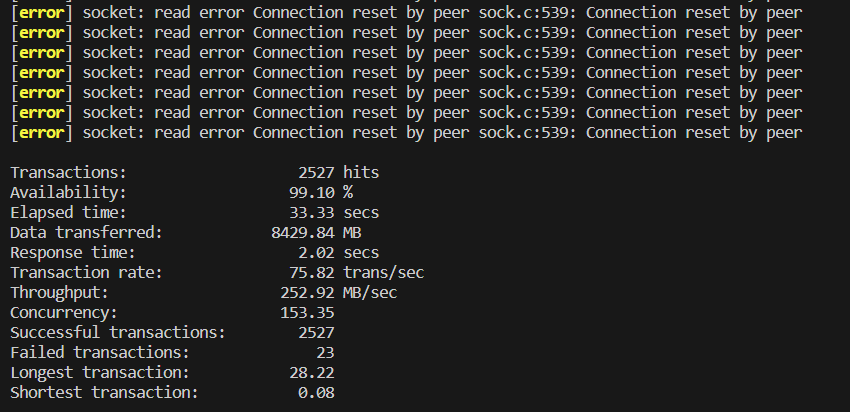 [error] socket: read error Connection reset by peer sock.c:539: Connection reset by peer
[error] socket: read error Connection reset by peer sock.c:539: Connection reset by peer
[error] socket: read error Connection reset by peer sock.c:539: Connection reset by peer
[error] socket: read error Connection reset by peer sock.c:539: Connection reset by peer
[error] socket: read error Connection reset by peer sock.c:539: Connection reset by peer
[error] socket: read error Connection reset by peer sock.c:539: Connection reset by peer
[error] socket: read error Connection reset by peer sock.c:539: Connection reset by peer
Transactions: 2527 hits
Availability: 99.10 %
Elapsed time: 33.33 secs
Data transferred: 8429.84 MB
Response time: 2.02 secs
Transaction rate: 75.82 trans/sec
Throughput: 252.92 MB/sec
Concurrency: 153.35
Successful transactions: 2527
Failed transactions: 23
Longest transaction: 28.22
Shortest transaction: 0.08